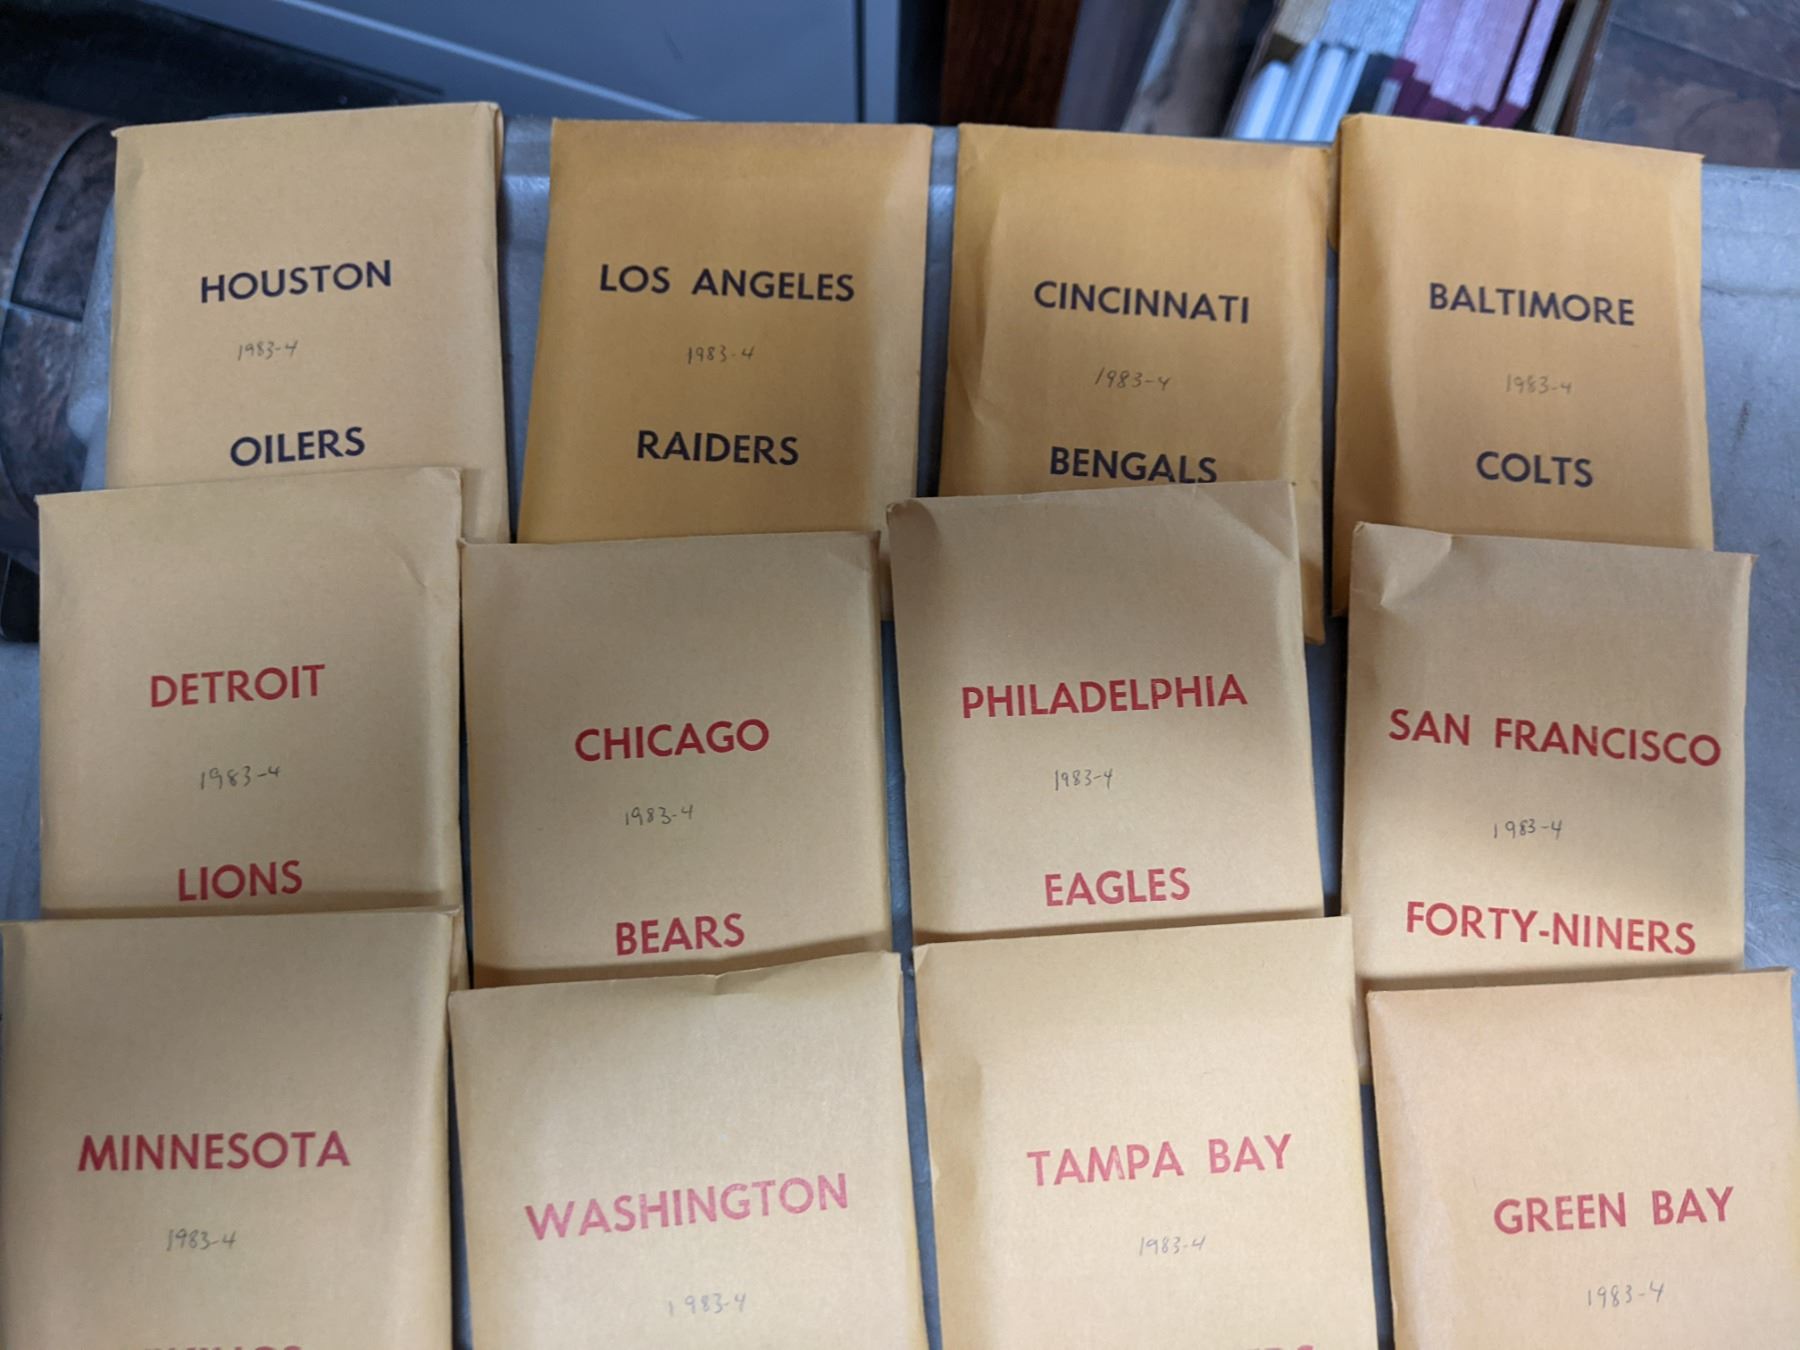 HOUSTON
1983-4
OILERS
LOS ANGELES
1983-4
RAIDERS
CINCINNATI
1983-4
BENGALS
BALTIMORE
1983-4
COLTS
DETROIT
1983-4
LIONS
CHICAGO
1983-4
BEARS
PHILADELPHIA
1983-4
EAGLES
SAN FRANCISCO
1983-4
FORTY-NINERS
MINNESOTA
1983-4
WASHINGTON
1983-4
TAMPA BAY
1983-4
GREEN BAY
1983-4